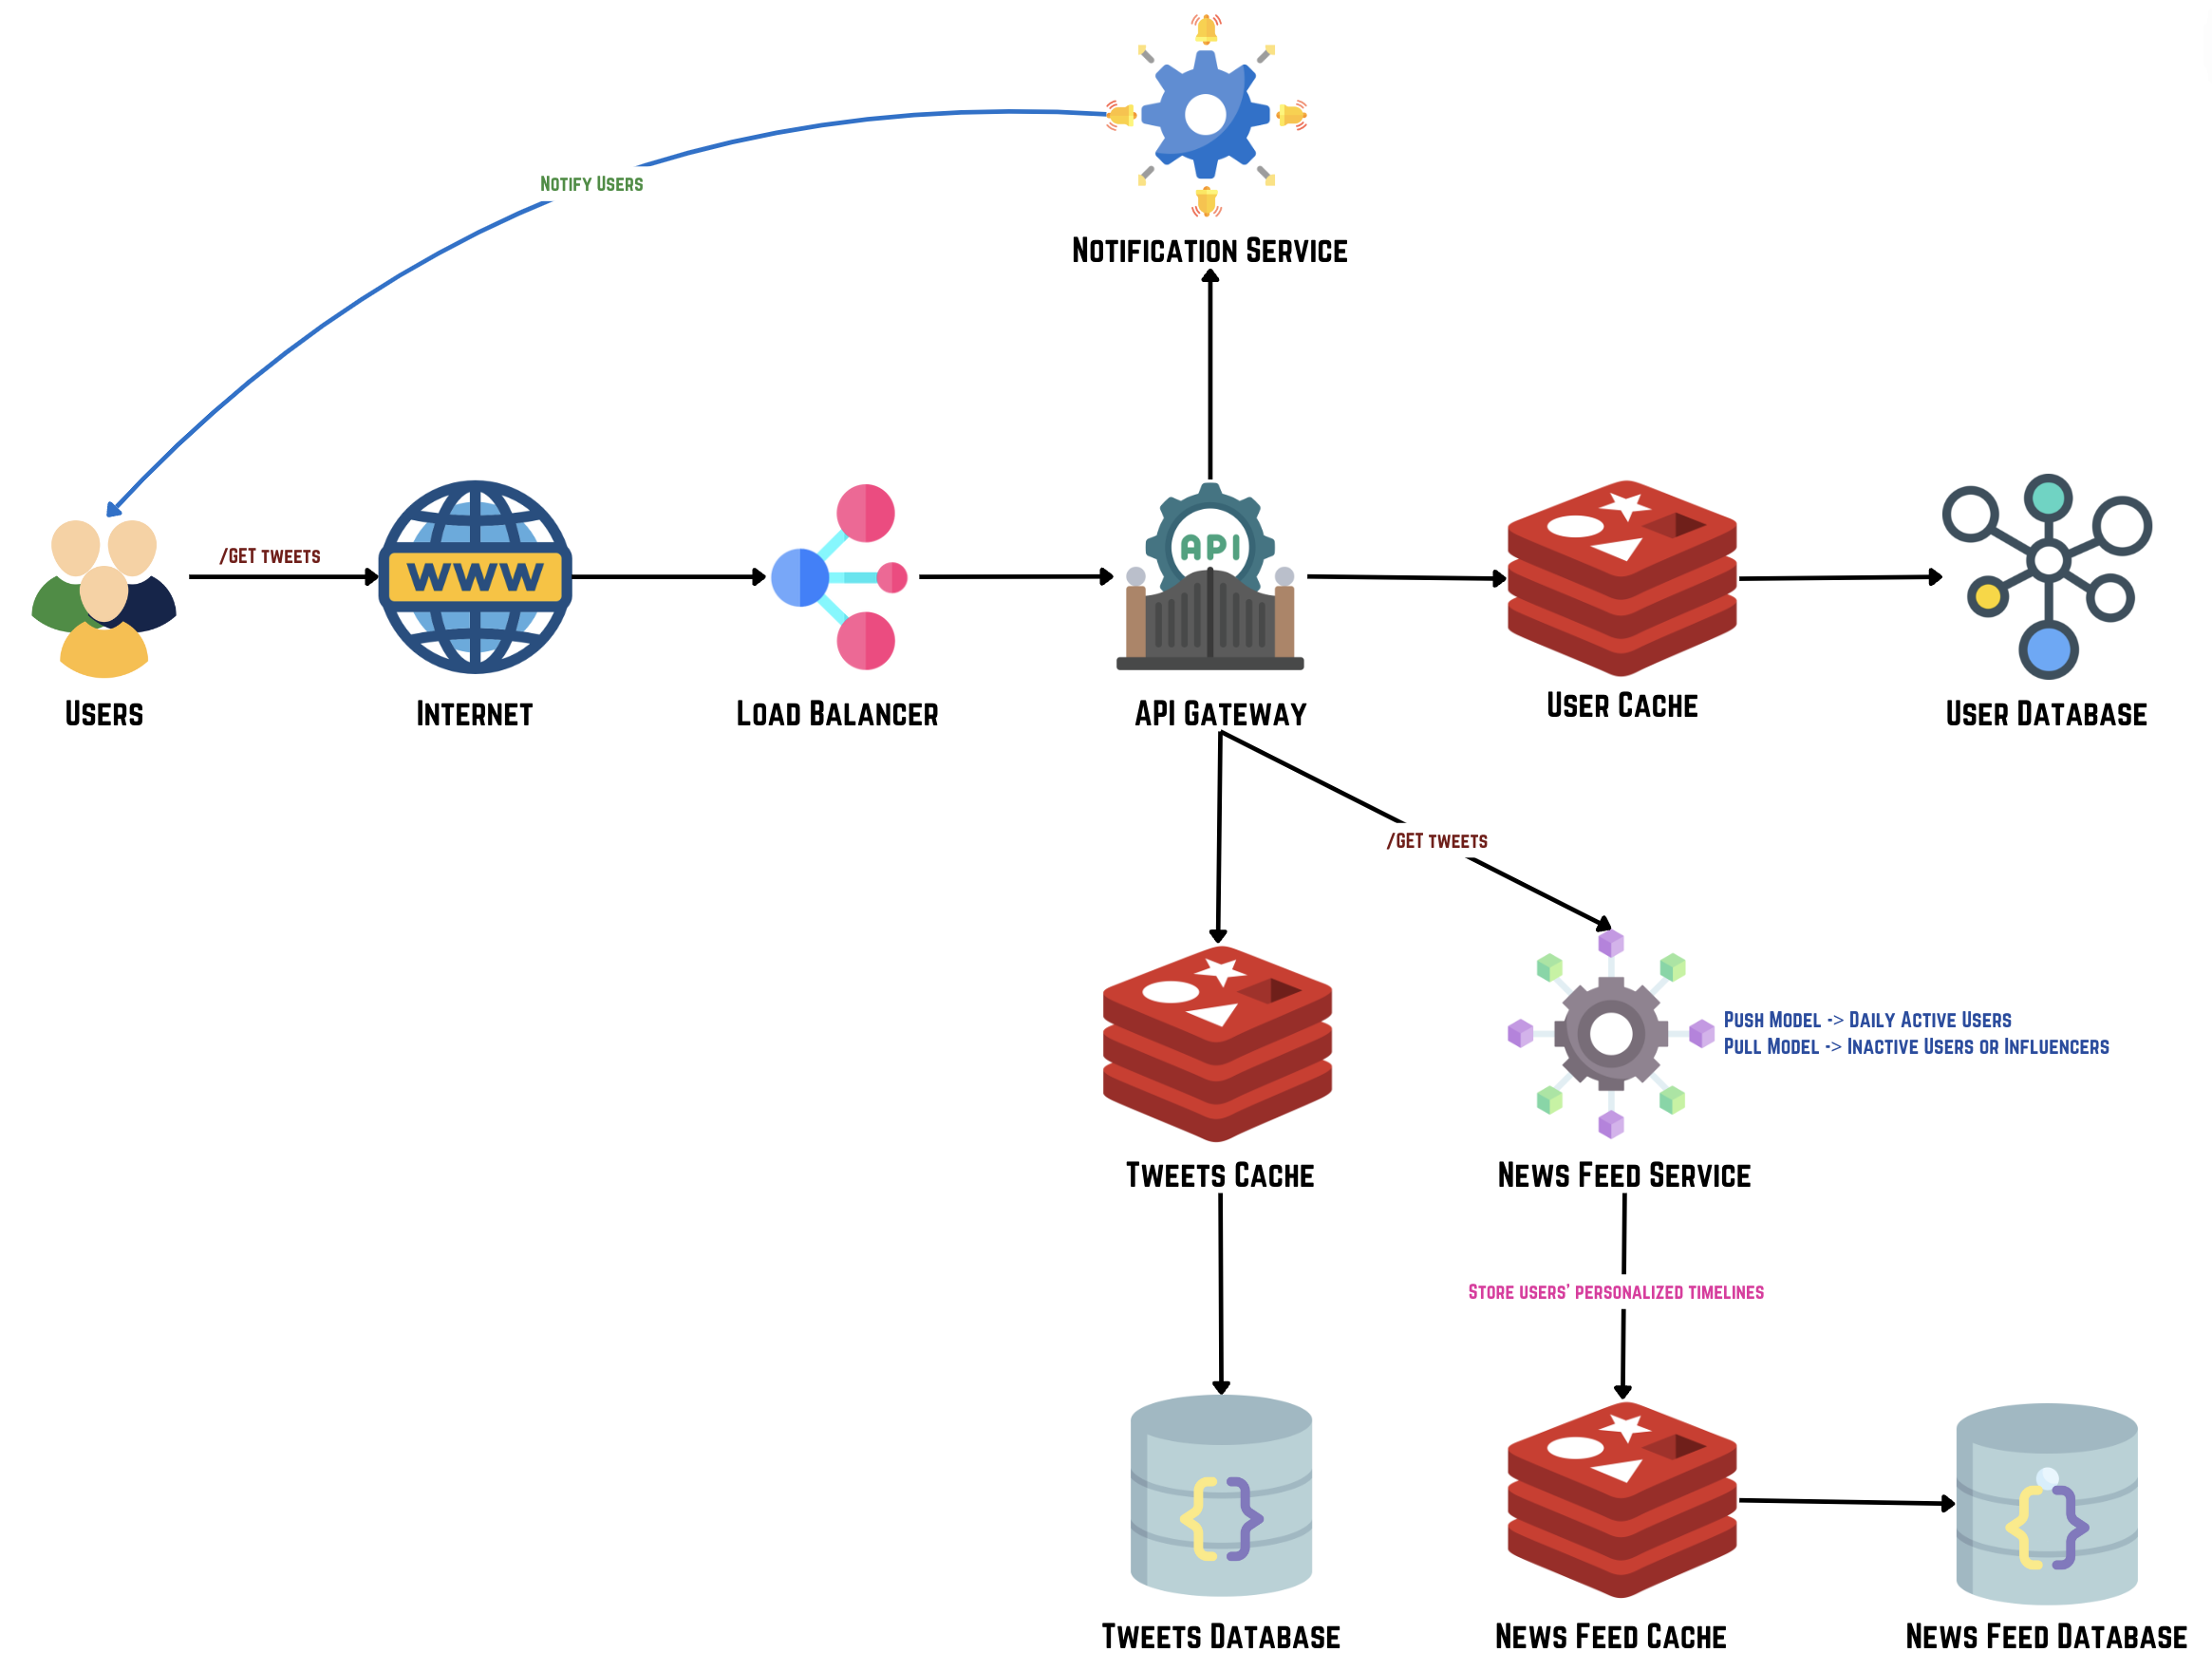 Notify Users
Notification Service
/GET tweets
WWW
API
Users
Internet
Load Balancer
API Gateway
User Cache
User Database
/GET tweets
Push Model -> Daily Active Users
Pull Model -> Inactive Users or Influencers
Tweets Cache
News Feed Service
Store users' personalized timelines
{ }
{ }
Tweets Database
News Feed Cache
News Feed Database